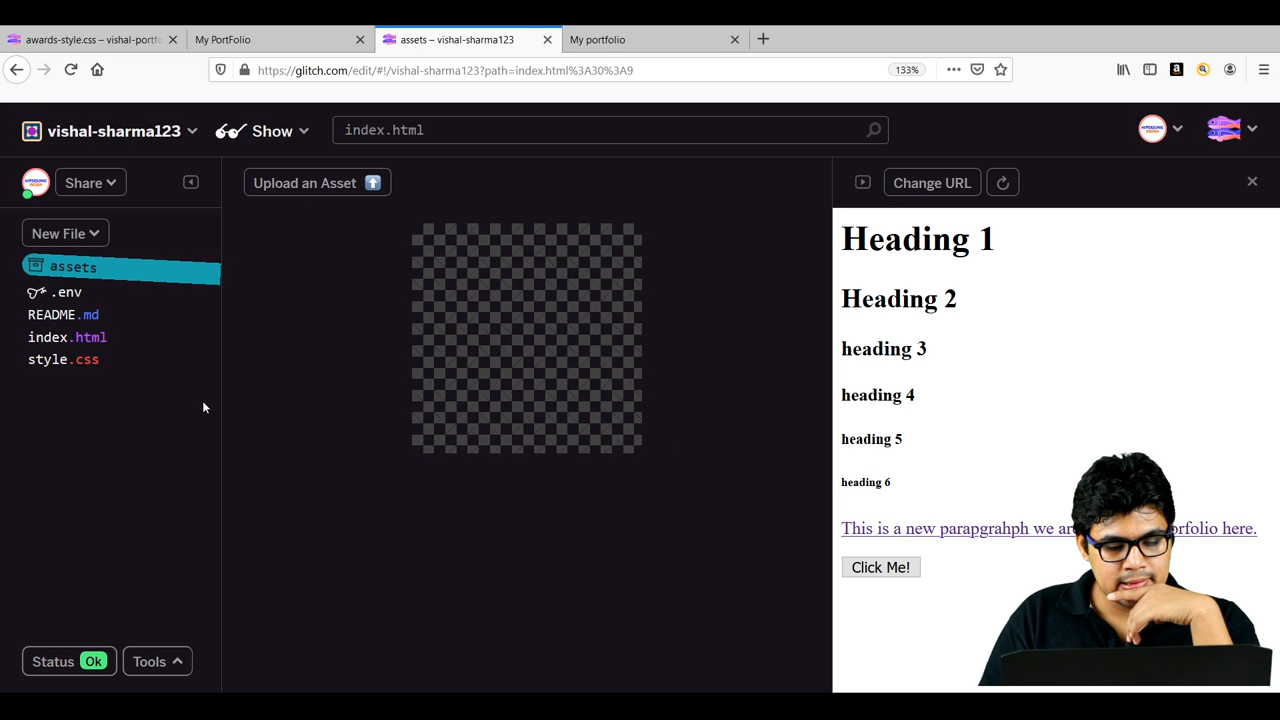 awards-style.css – vishal-portfo
My PortFolio
assets – vishal-sharma123
My portfolio
https://glitch.com/edit/#!/vishal-sharma123?path=index.html%3A30%3A9
133%
vishal-sharma123
Show
index.html
Share
Upload an Asset
Change URL
New File
assets
.env
README.md
index.html
style.css
Heading 1
Heading 2
heading 3
heading 4
heading 5
heading 6
This is a new parapgrahph we here.
Click Me!
Status Ok
Tools